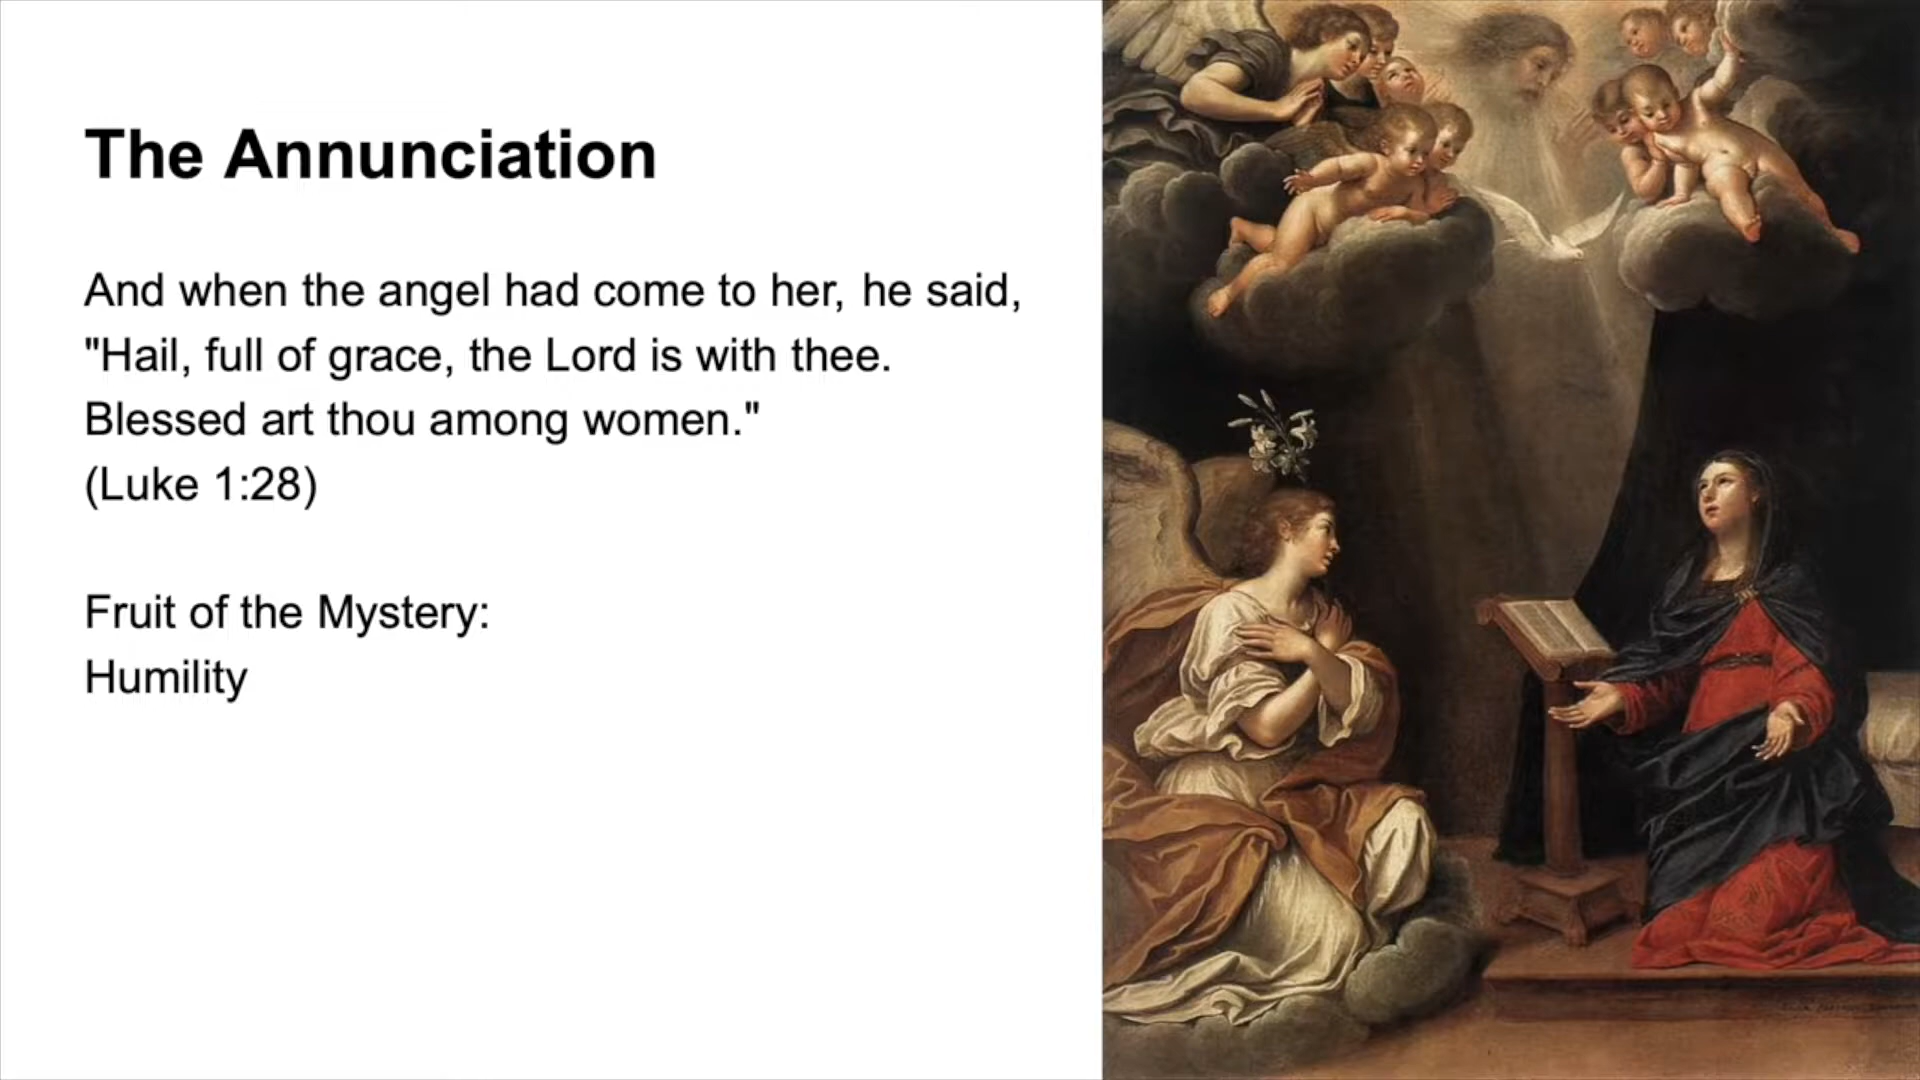 The Annunciation
And when the angel had come to her, he said,
"Hail, full of grace, the Lord is with thee.
Blessed art thou among women."
(Luke 1:28)
Fruit of the Mystery:
Humility